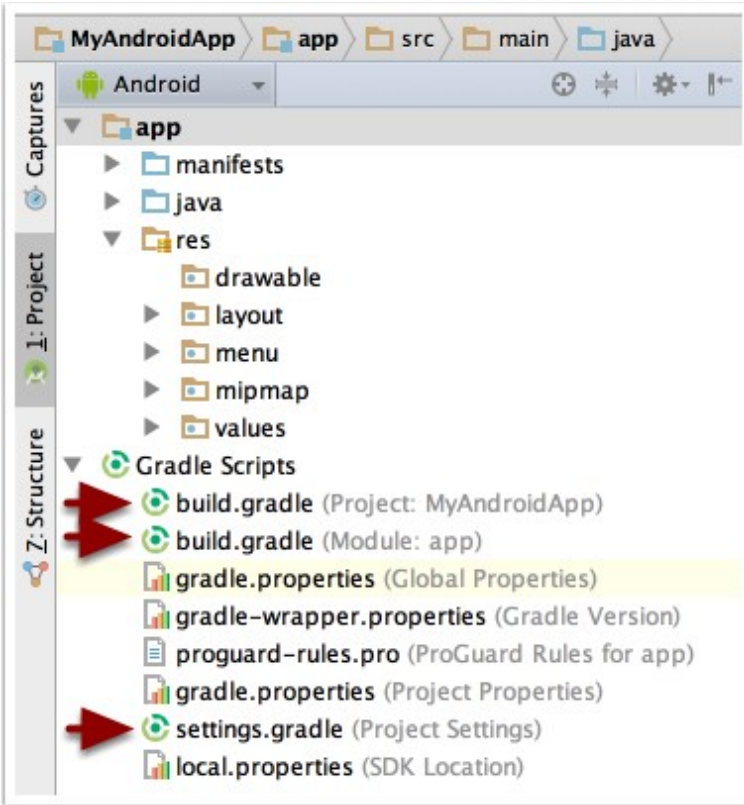 MyAndroidApp app src main java
Android
app
manifests
java
res
drawable
layout
menu
mipmap
values
Gradle Scripts
build.gradle (Project: MyAndroidApp)
build.gradle (Module: app)
gradle.properties (Global Properties)
gradle-wrapper.properties (Gradle Version)
proguard-rules.pro (ProGuard Rules for app)
gradle.properties (Project Properties)
settings.gradle (Project Settings)
local.properties (SDK Location)
Captures
1: Project
7: Structure